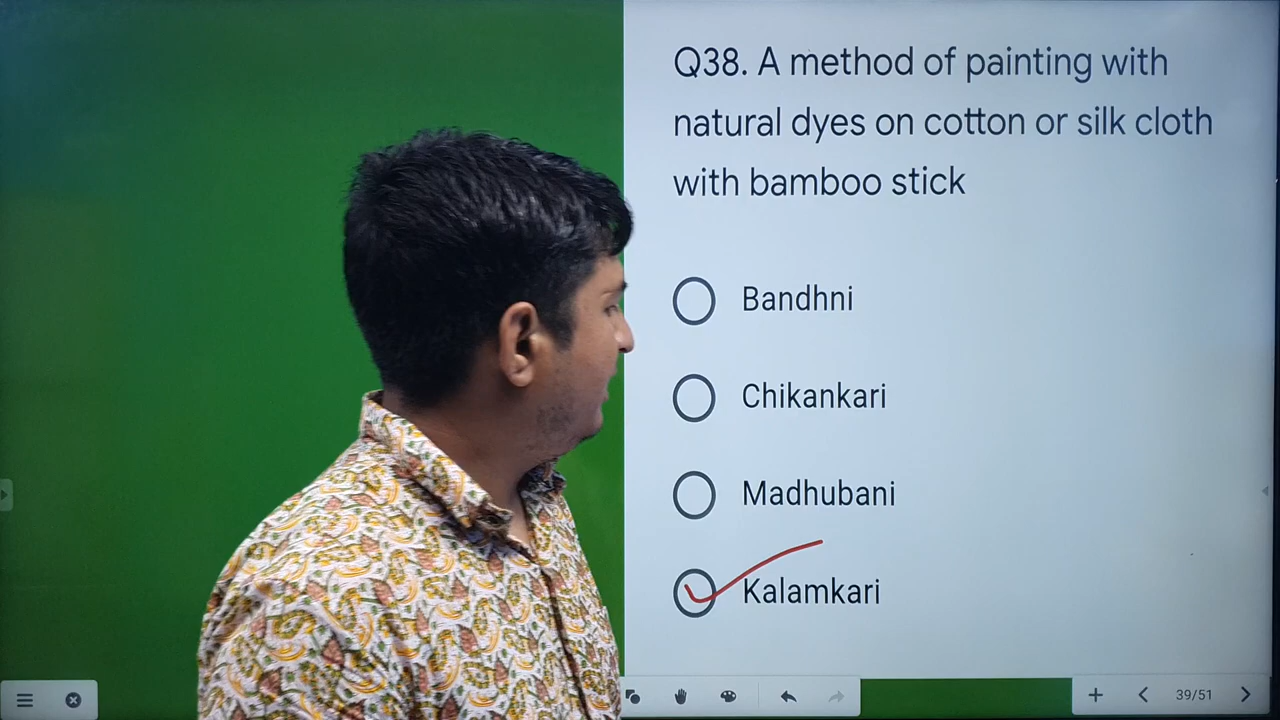 Q38. A method of painting with
natural dyes on cotton or silk cloth
with bamboo stick
Bandhni
Chikankari
Madhubani
Kalamkari
39/51